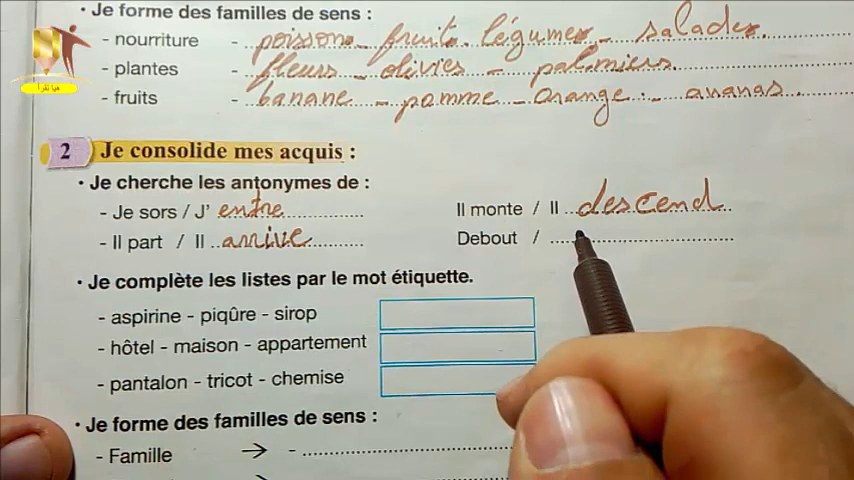 • Je forme des familles de sens :
- nourriture - poissons - fruits - légumes - salades.
- plantes - fleurs - olivies - palmiers.
- fruits - banane - pomme - orange - ananas.
هيا نقرأ
2 Je consolide mes acquis :
• Je cherche les antonymes de :
- Je sors / J' entre
Il monte / Il descend
- Il part / Il arrive
Debout /
• Je complète les listes par le mot étiquette.
- aspirine - piqûre - sirop
- hôtel - maison - appartement
- pantalon - tricot - chemise
• Je forme des familles de sens :
- Famille → -